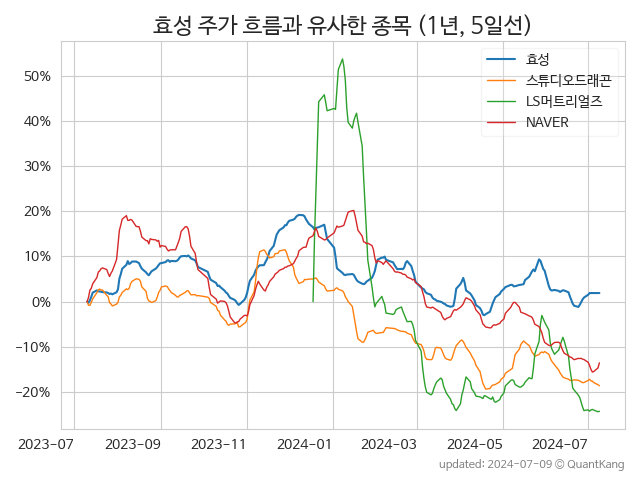 효성 주가 흐름과 유사한 종목 (1년, 5일선)
효성
스튜디오드래곤
LS머트리얼즈
NAVER
50%
40%
30%
20%
10%
0%
−10%
−20%
2023-07
2023-09
2023-11
2024-01
2024-03
2024-05
2024-07
updated: 2024-07-09 © QuantKang